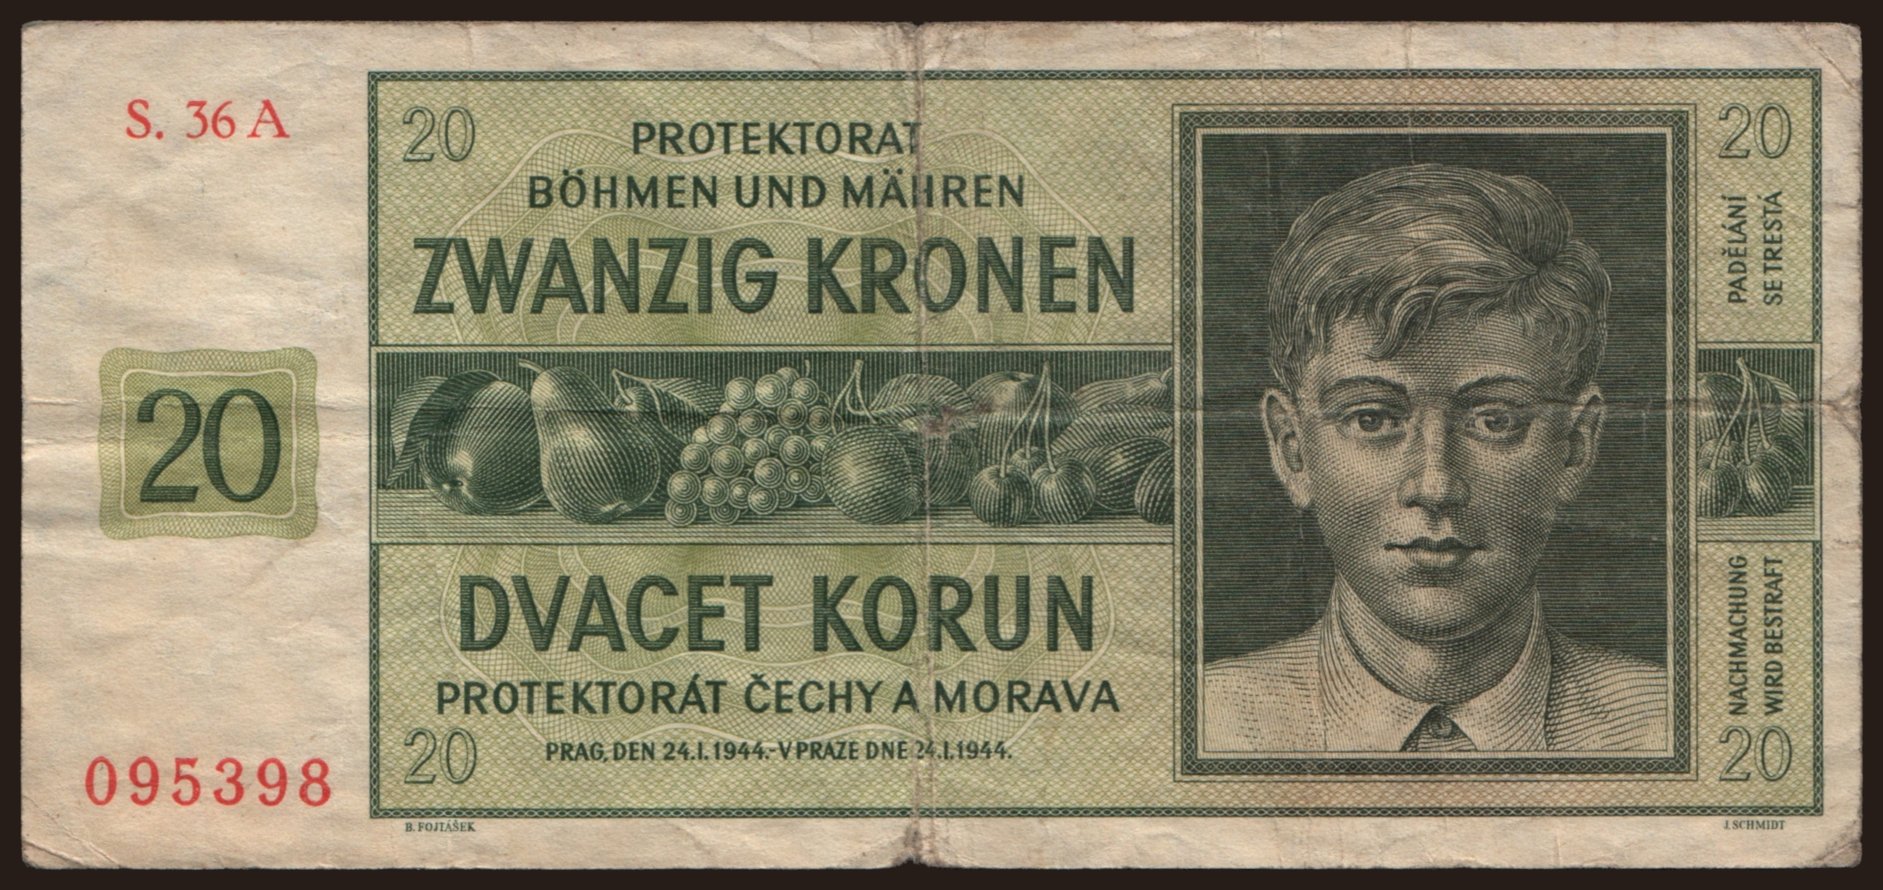 S. 36 A
20
PROTEKTORAT
BÖHMEN UND MÄHREN
ZWANZIG KRONEN
20
PADĚLÁNÍ
SE TRESTÁ
20
DVACET KORUN
PROTEKTORÁT ČECHY A MORAVA
PRAG, DEN 24.I.1944.-V PRAZE DNE 24.I.1944.
20
NACHMACHUNG
WIRD BESTRAFT
20
095398
B. FOJTÁŠEK
J. SCHMIDT